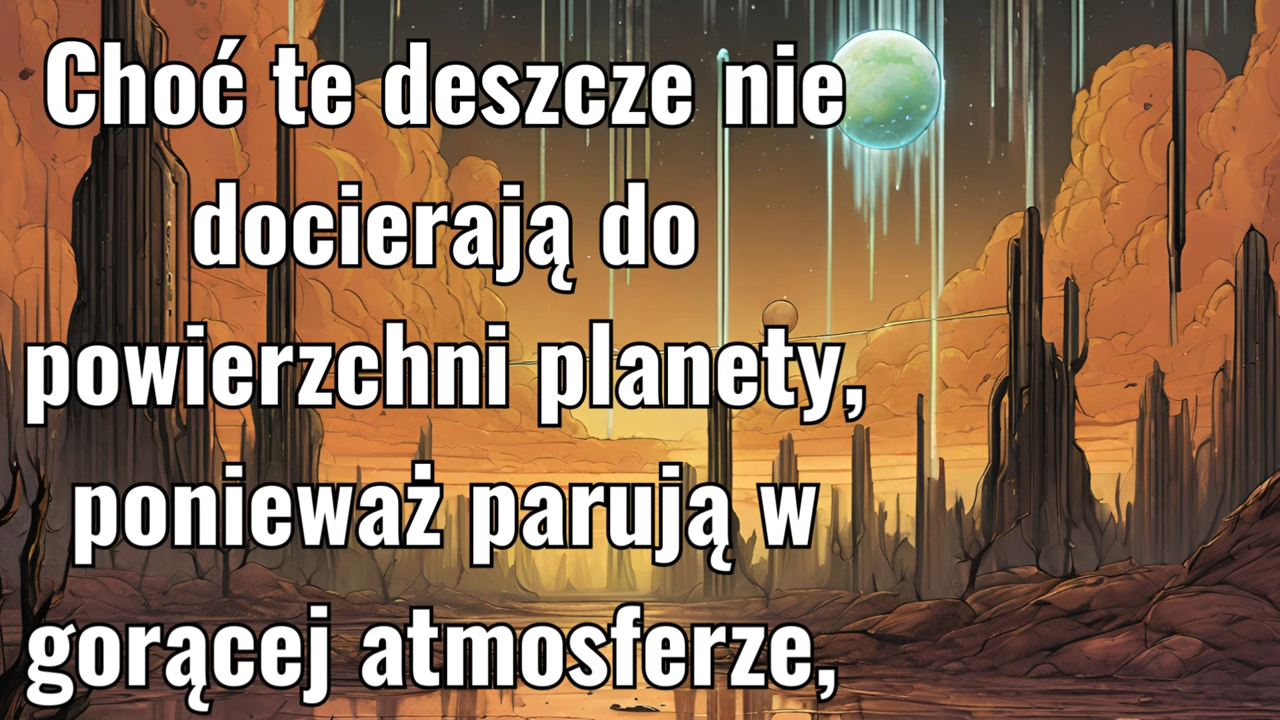 Choć te deszcze nie
docierają do
powierzchni planety,
ponieważ parują w
gorącej atmosferze,